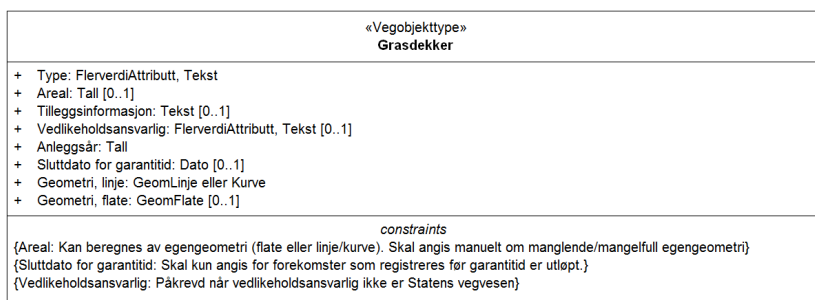 «Vegobjekttype»
Grasdekker
+ Type: FlerverdiAttributt, Tekst
+ Areal: Tall [0..1]
+ Tilleggsinformasjon: Tekst [0..1]
+ Vedlikeholdsansvarlig: FlerverdiAttributt, Tekst [0..1]
+ Anleggsår: Tall
+ Sluttdato for garantitid: Dato [0..1]
+ Geometri, linje: GeomLinje eller Kurve
+ Geometri, flate: GeomFlate [0..1]
constraints
{Areal: Kan beregnes av egengeometri (flate eller linje/kurve). Skal angis manuelt om manglende/mangelfull egengeometri}
{Sluttdato for garantitid: Skal kun angis for forekomster som registreres før garantitid er utløpt.}
{Vedlikeholdsansvarlig: Påkrevd når vedlikeholdsansvarlig ikke er Statens vegvesen}